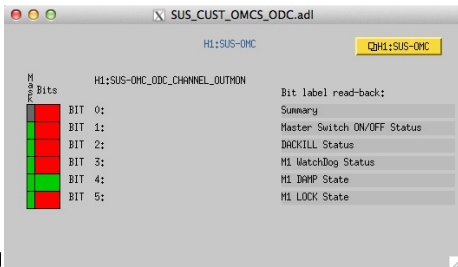 SUS_CUST_OMCS_ODC.adl
H1:SUS-OMC
H1:SUS-OMC
Mask
Bits
H1:SUS-OMC_ODC_CHANNEL_OUTMON
Bit label read-back:
BIT 0: Summary
BIT 1: Master Switch ON/OFF Status
BIT 2: DACKILL Status
BIT 3: M1 WatchDog Status
BIT 4: M1 DAMP State
BIT 5: M1 LOCK State